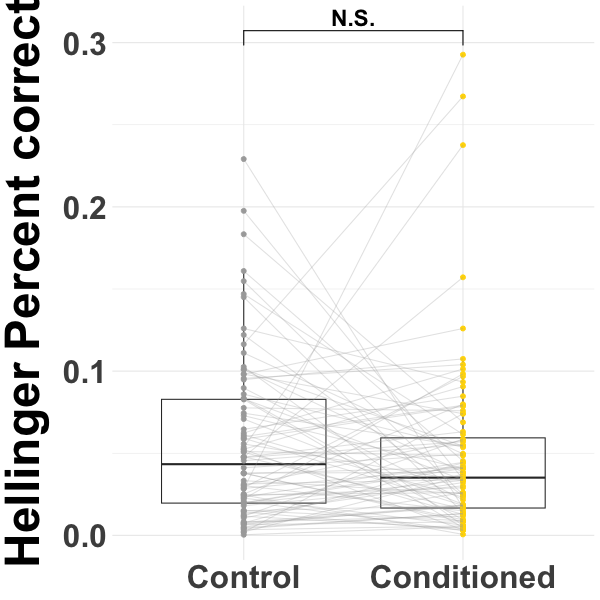 Hellinger Percent correct
N.S.
0.3
0.2
0.1
0.0
Control Conditioned